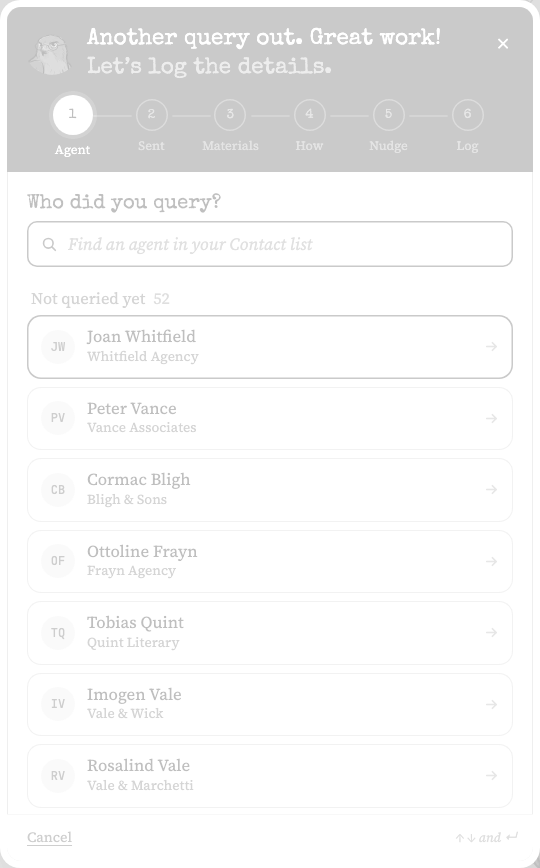 Another query out. Great work!
Let's log the details.
×
1 2 3 4 5 6
Agent Sent Materials How Nudge Log
Who did you query?
Find an agent in your Contact list
Not queried yet 52
JW Joan Whitfield →
Whitfield Agency
PV Peter Vance →
Vance Associates
CB Cormac Bligh →
Bligh & Sons
OF Ottoline Frayn →
Frayn Agency
TQ Tobias Quint →
Quint Literary
IV Imogen Vale →
Vale & Wick
RV Rosalind Vale →
Vale & Marchetti
Cancel ↑↓ and ↵